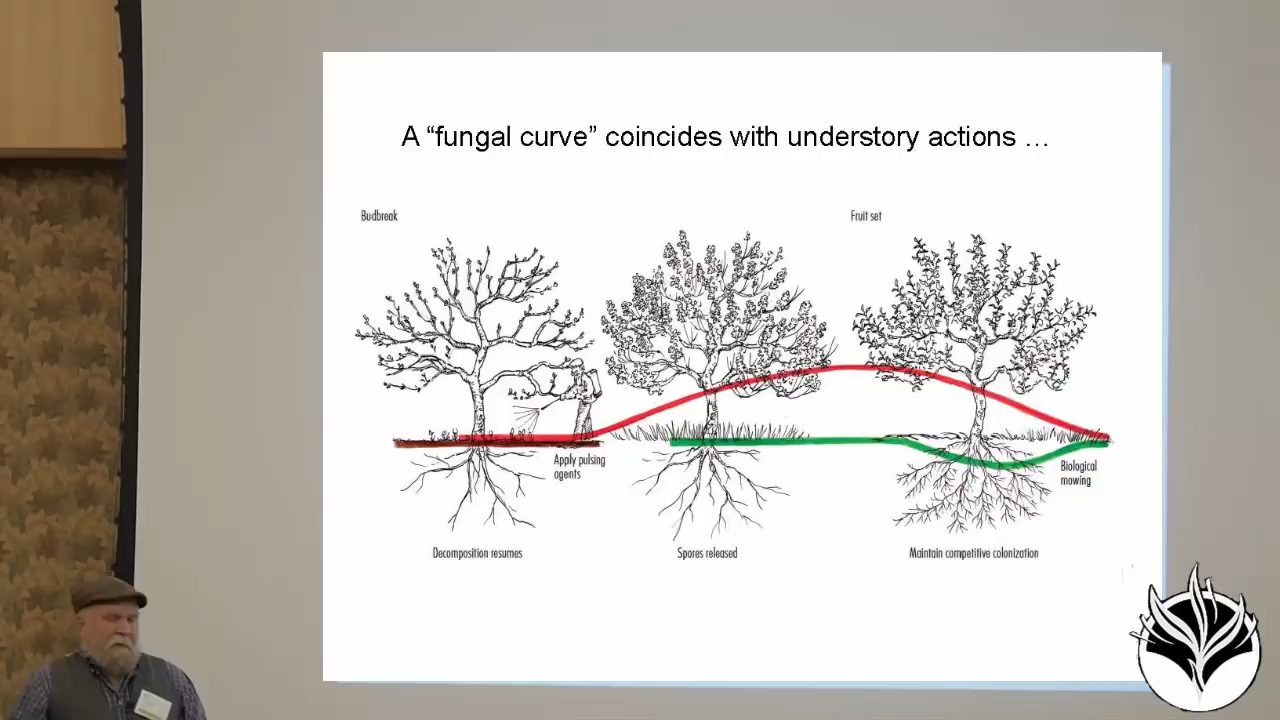 A “fungal curve” coincides with understory actions …
Budbreak
Fruit set
Apply pulsing
agents
Biological
mowing
Decomposition resumes
Spores released
Maintain competitive colonization